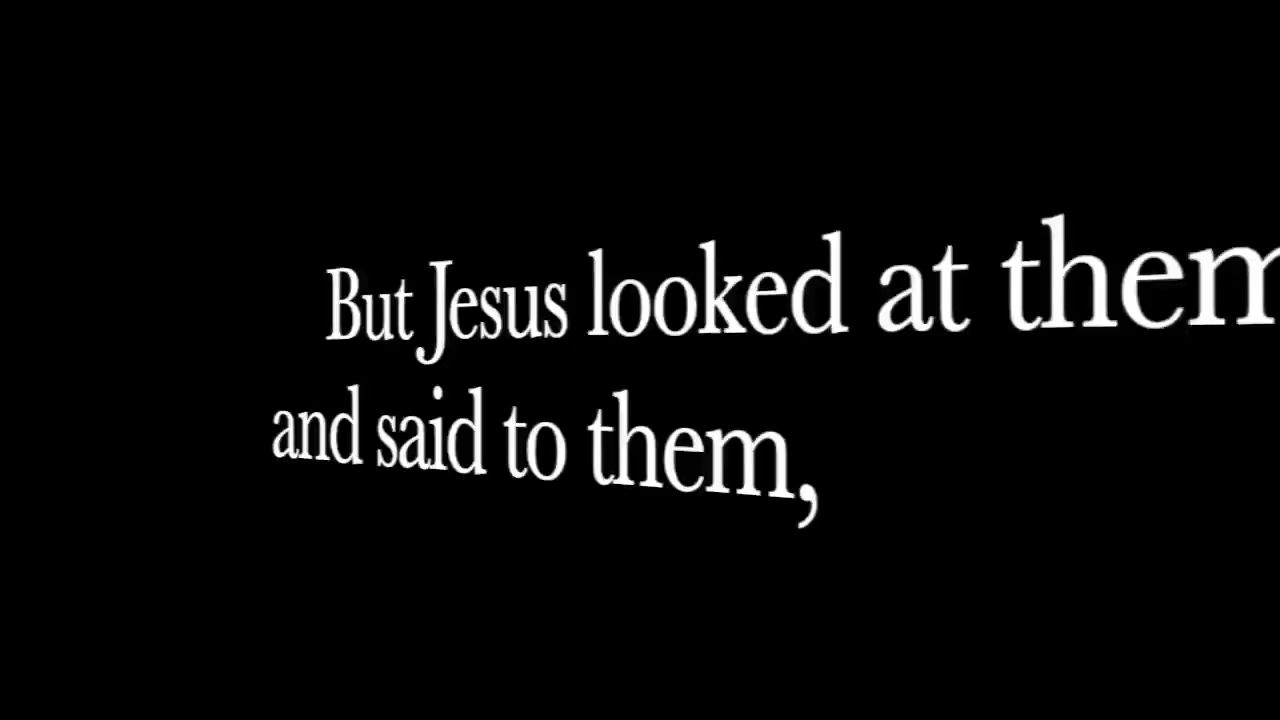 But Jesus looked at them
and said to them,